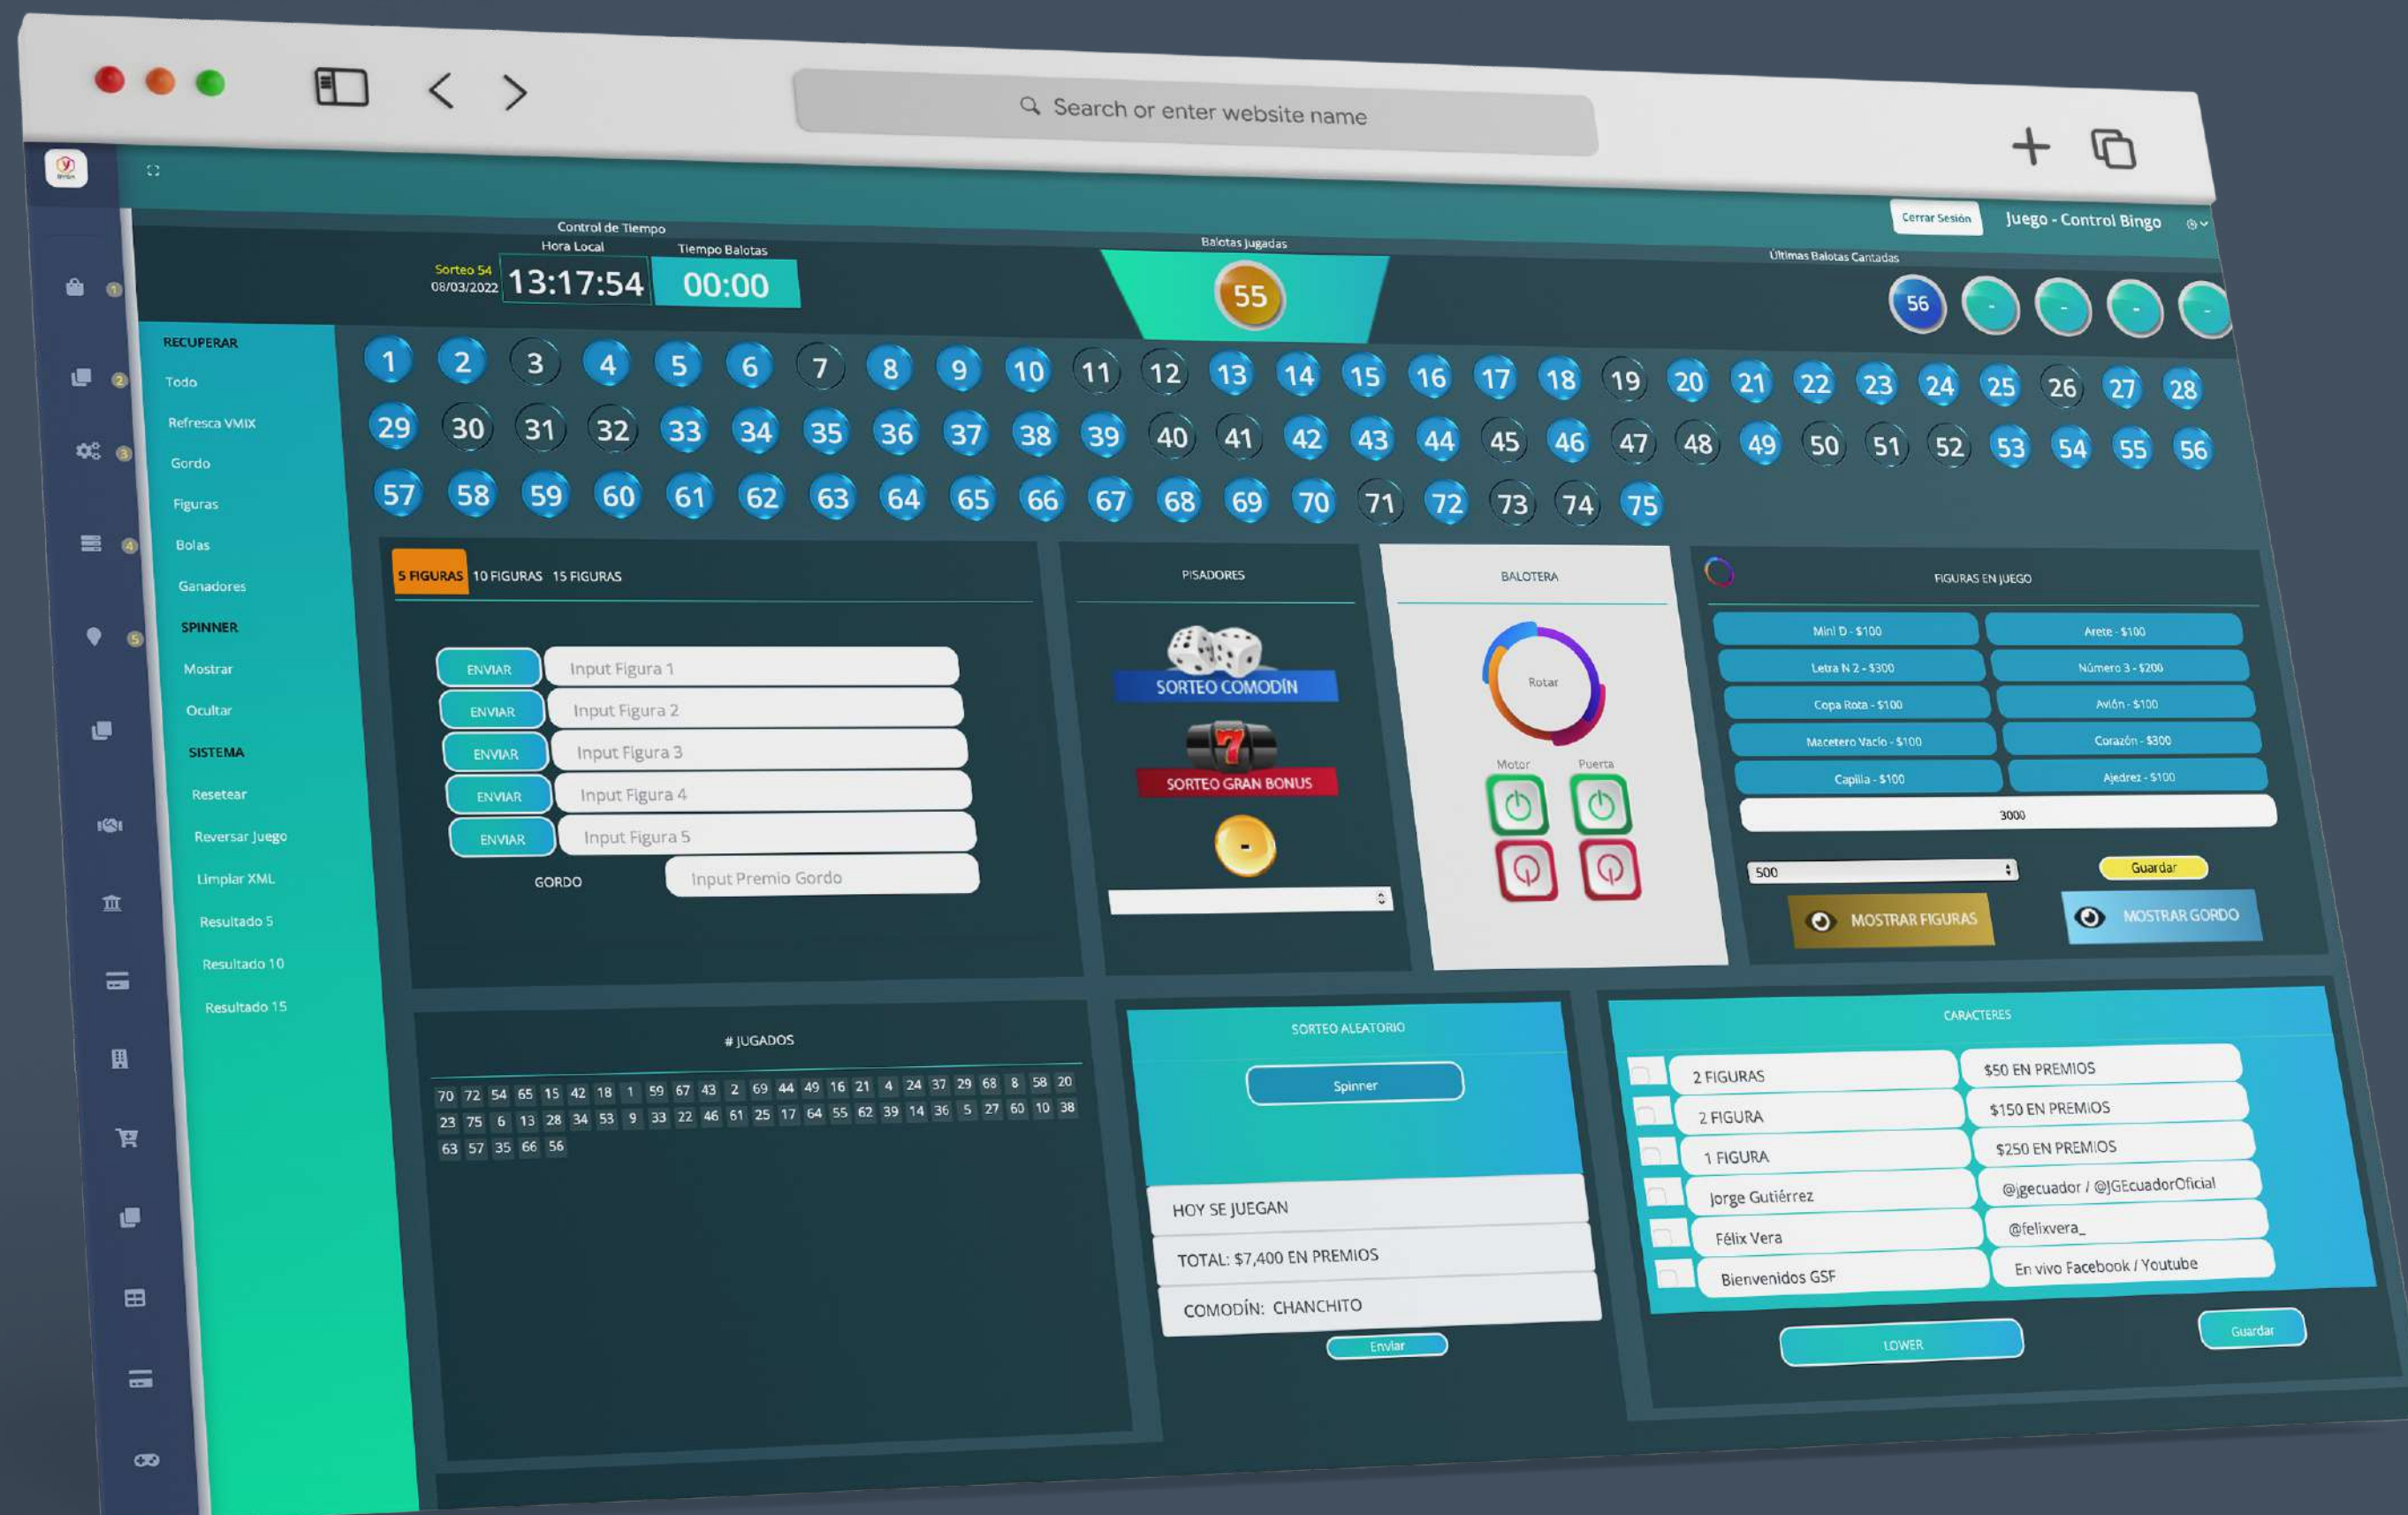 Search or enter website name
Cerrar Sesión
Juego - Control Bingo
Control de Tiempo
Hora Local
Tiempo Balotas
Sorteo 54
08/03/2022
13:17:54
00:00
Balotas Jugadas
55
Últimas Balotas Cantadas
56 - - - -
1 2 3 4 5 6 7 8 9 10 11 12 13 14 15 16 17 18 19 20 21 22 23 24 25 26 27 28
29 30 31 32 33 34 35 36 37 38 39 40 41 42 43 44 45 46 47 48 49 50 51 52 53 54 55 56
57 58 59 60 61 62 63 64 65 66 67 68 69 70 71 72 73 74 75
1
2
3
4
5
RECUPERAR
Todo
Refresca VMIX
Gordo
Figuras
Bolas
Ganadores
SPINNER
Mostrar
Ocultar
SISTEMA
Resetear
Reversar Juego
Limpiar XML
Resultado 5
Resultado 10
Resultado 15
5 FIGURAS 10 FIGURAS 15 FIGURAS
ENVIAR Input Figura 1
ENVIAR Input Figura 2
ENVIAR Input Figura 3
ENVIAR Input Figura 4
ENVIAR Input Figura 5
GORDO Input Premio Gordo
PISADORES
SORTEO COMODÍN
7
SORTEO GRAN BONUS
-
BALOTERA
Rotar
Motor Puerta
FIGURAS EN JUEGO
Mini D - $100 Arete - $100
Letra N 2 - $300 Número 3 - $200
Copa Rota - $100 Avión - $100
Macetero Vacío - $100 Corazón - $300
Capilla - $100 Ajedrez - $100
3000
500 Guardar
MOSTRAR FIGURAS MOSTRAR GORDO
# JUGADOS
70 72 54 65 15 42 18 1 59 67 43 2 69 44 49 16 21 4 24 37 29 68 8 58 20
23 75 6 13 28 34 53 9 33 22 46 61 25 17 64 55 62 39 14 36 5 27 60 10 38
63 57 35 66 56
SORTEO ALEATORIO
Spinner
HOY SE JUEGAN
TOTAL: $7,400 EN PREMIOS
COMODÍN: CHANCHITO
Enviar
CARACTERES
2 FIGURAS $50 EN PREMIOS
2 FIGURA $150 EN PREMIOS
1 FIGURA $250 EN PREMIOS
Jorge Gutiérrez @jgecuador / @JGEcuadorOficial
Félix Vera @felixvera_
Bienvenidos GSF En vivo Facebook / Youtube
LOWER Guardar